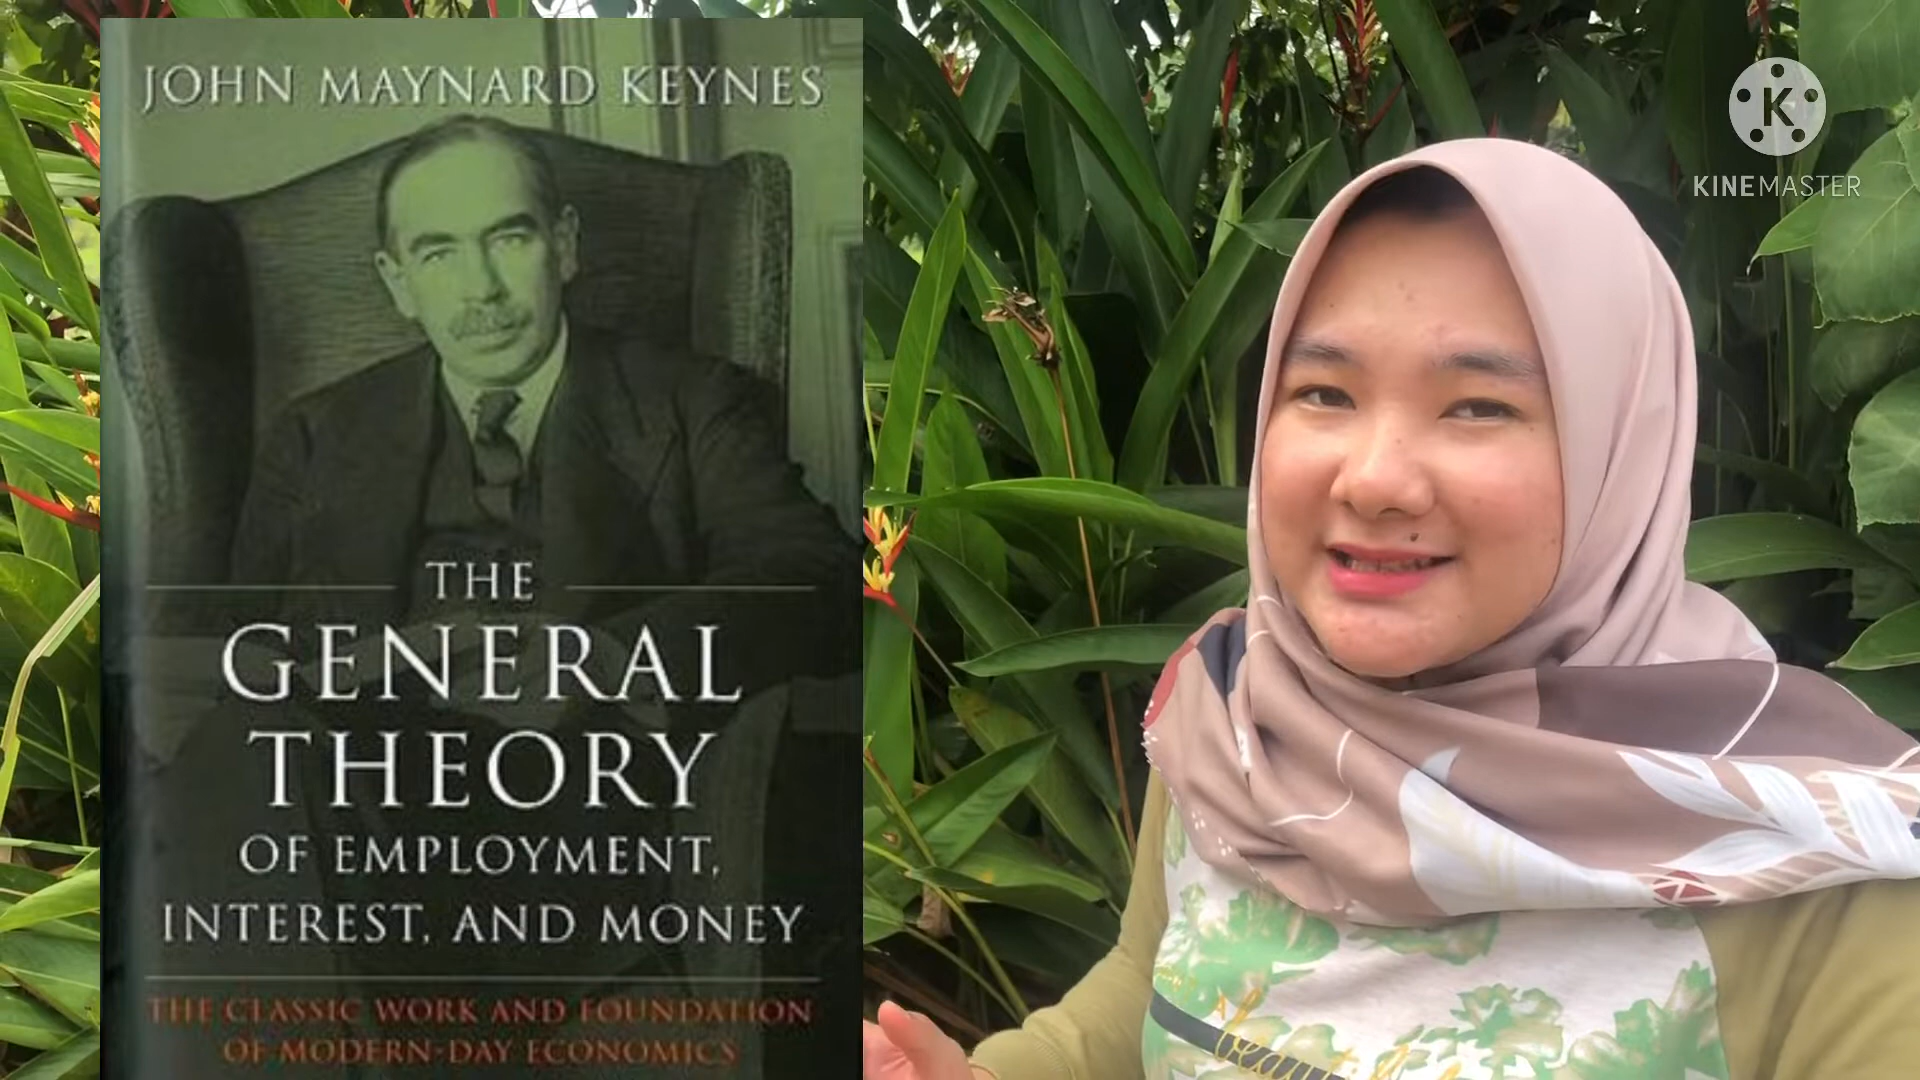 JOHN MAYNARD KEYNES
THE
GENERAL
THEORY
OF EMPLOYMENT,
INTEREST, AND MONEY
THE CLASSIC WORK AND FOUNDATION
OF MODERN-DAY ECONOMICS
K
KINEMASTER